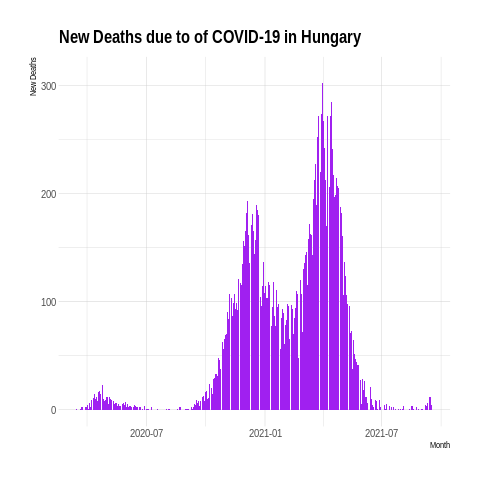 New Deaths due to of COVID-19 in Hungary
New Deaths
300
200
100
0
2020-07
2021-01
2021-07
Month